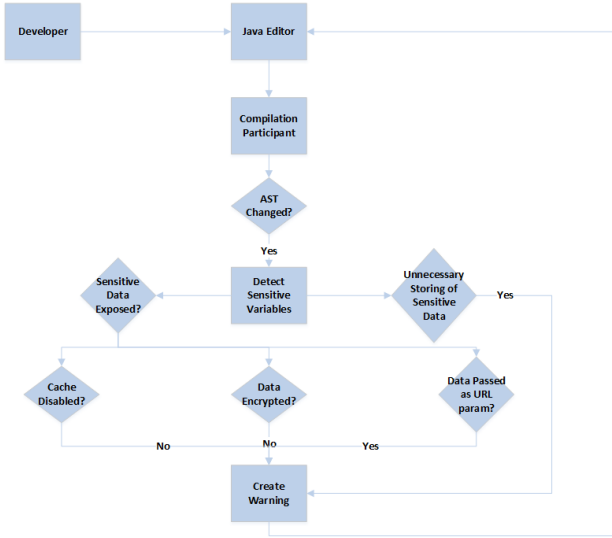 Developer
Java Editor
Compilation
Participant
AST
Changed?
Yes
Sensitive
Data
Exposed?
Detect
Sensitive
Variables
Unnecessary
Storing of
Sensitive
Data
Yes
Cache
Disabled?
Data
Encrypted?
Data Passed
as URL
param?
No
No
Yes
Create
Warning